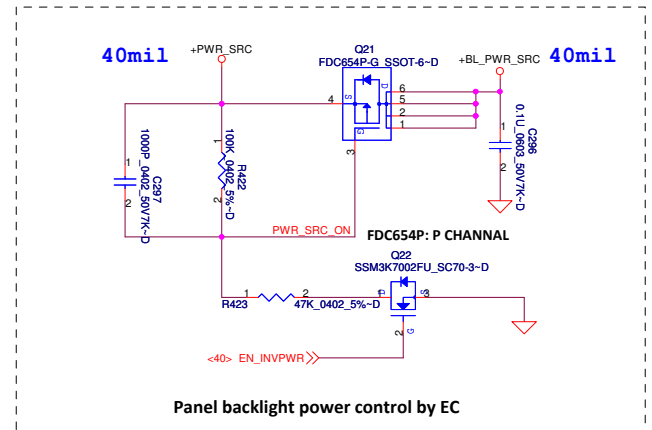 40mil
+PWR_SRC
Q21
FDC654P-G_SSOT-6~D
+BL_PWR_SRC
40mil
4
S
D
G
6
5
2
1
3
1
2
C297
1000P_0402_50V7K~D
1
2
R422
100K_0402_5%~D
1
2
C296
0.1U_0603_50V7K~D
PWR_SRC_ON
FDC654P: P CHANNAL
Q22
SSM3K7002FU_SC70-3~D
R423
1
2
47K_0402_5%~D
1
D
S
3
2
G
<40> EN_INVPWR
Panel backlight power control by EC